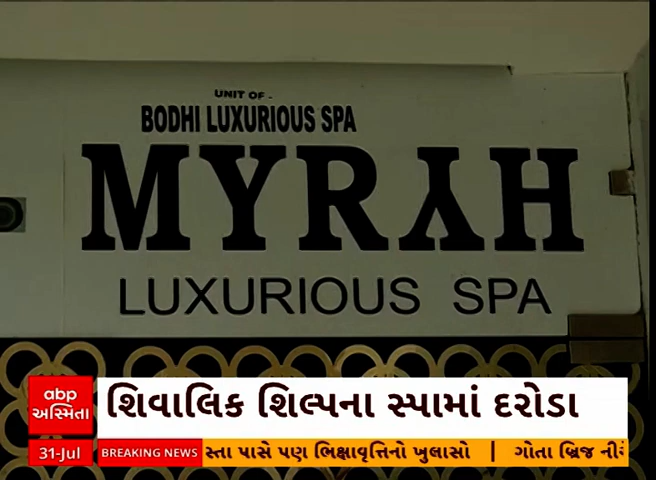 UNIT OF -
BODHI LUXURIOUS SPA
MYRAH
LUXURIOUS SPA
abp
અસ્મિતા
શિવાલિક શિલ્પના સ્પામાં દરોડા
31-Jul
BREAKING NEWS
સ્તા પાસે પણ ભિક્ષાવૃત્તિનો ખુલાસો | ગોતા બ્રિજ